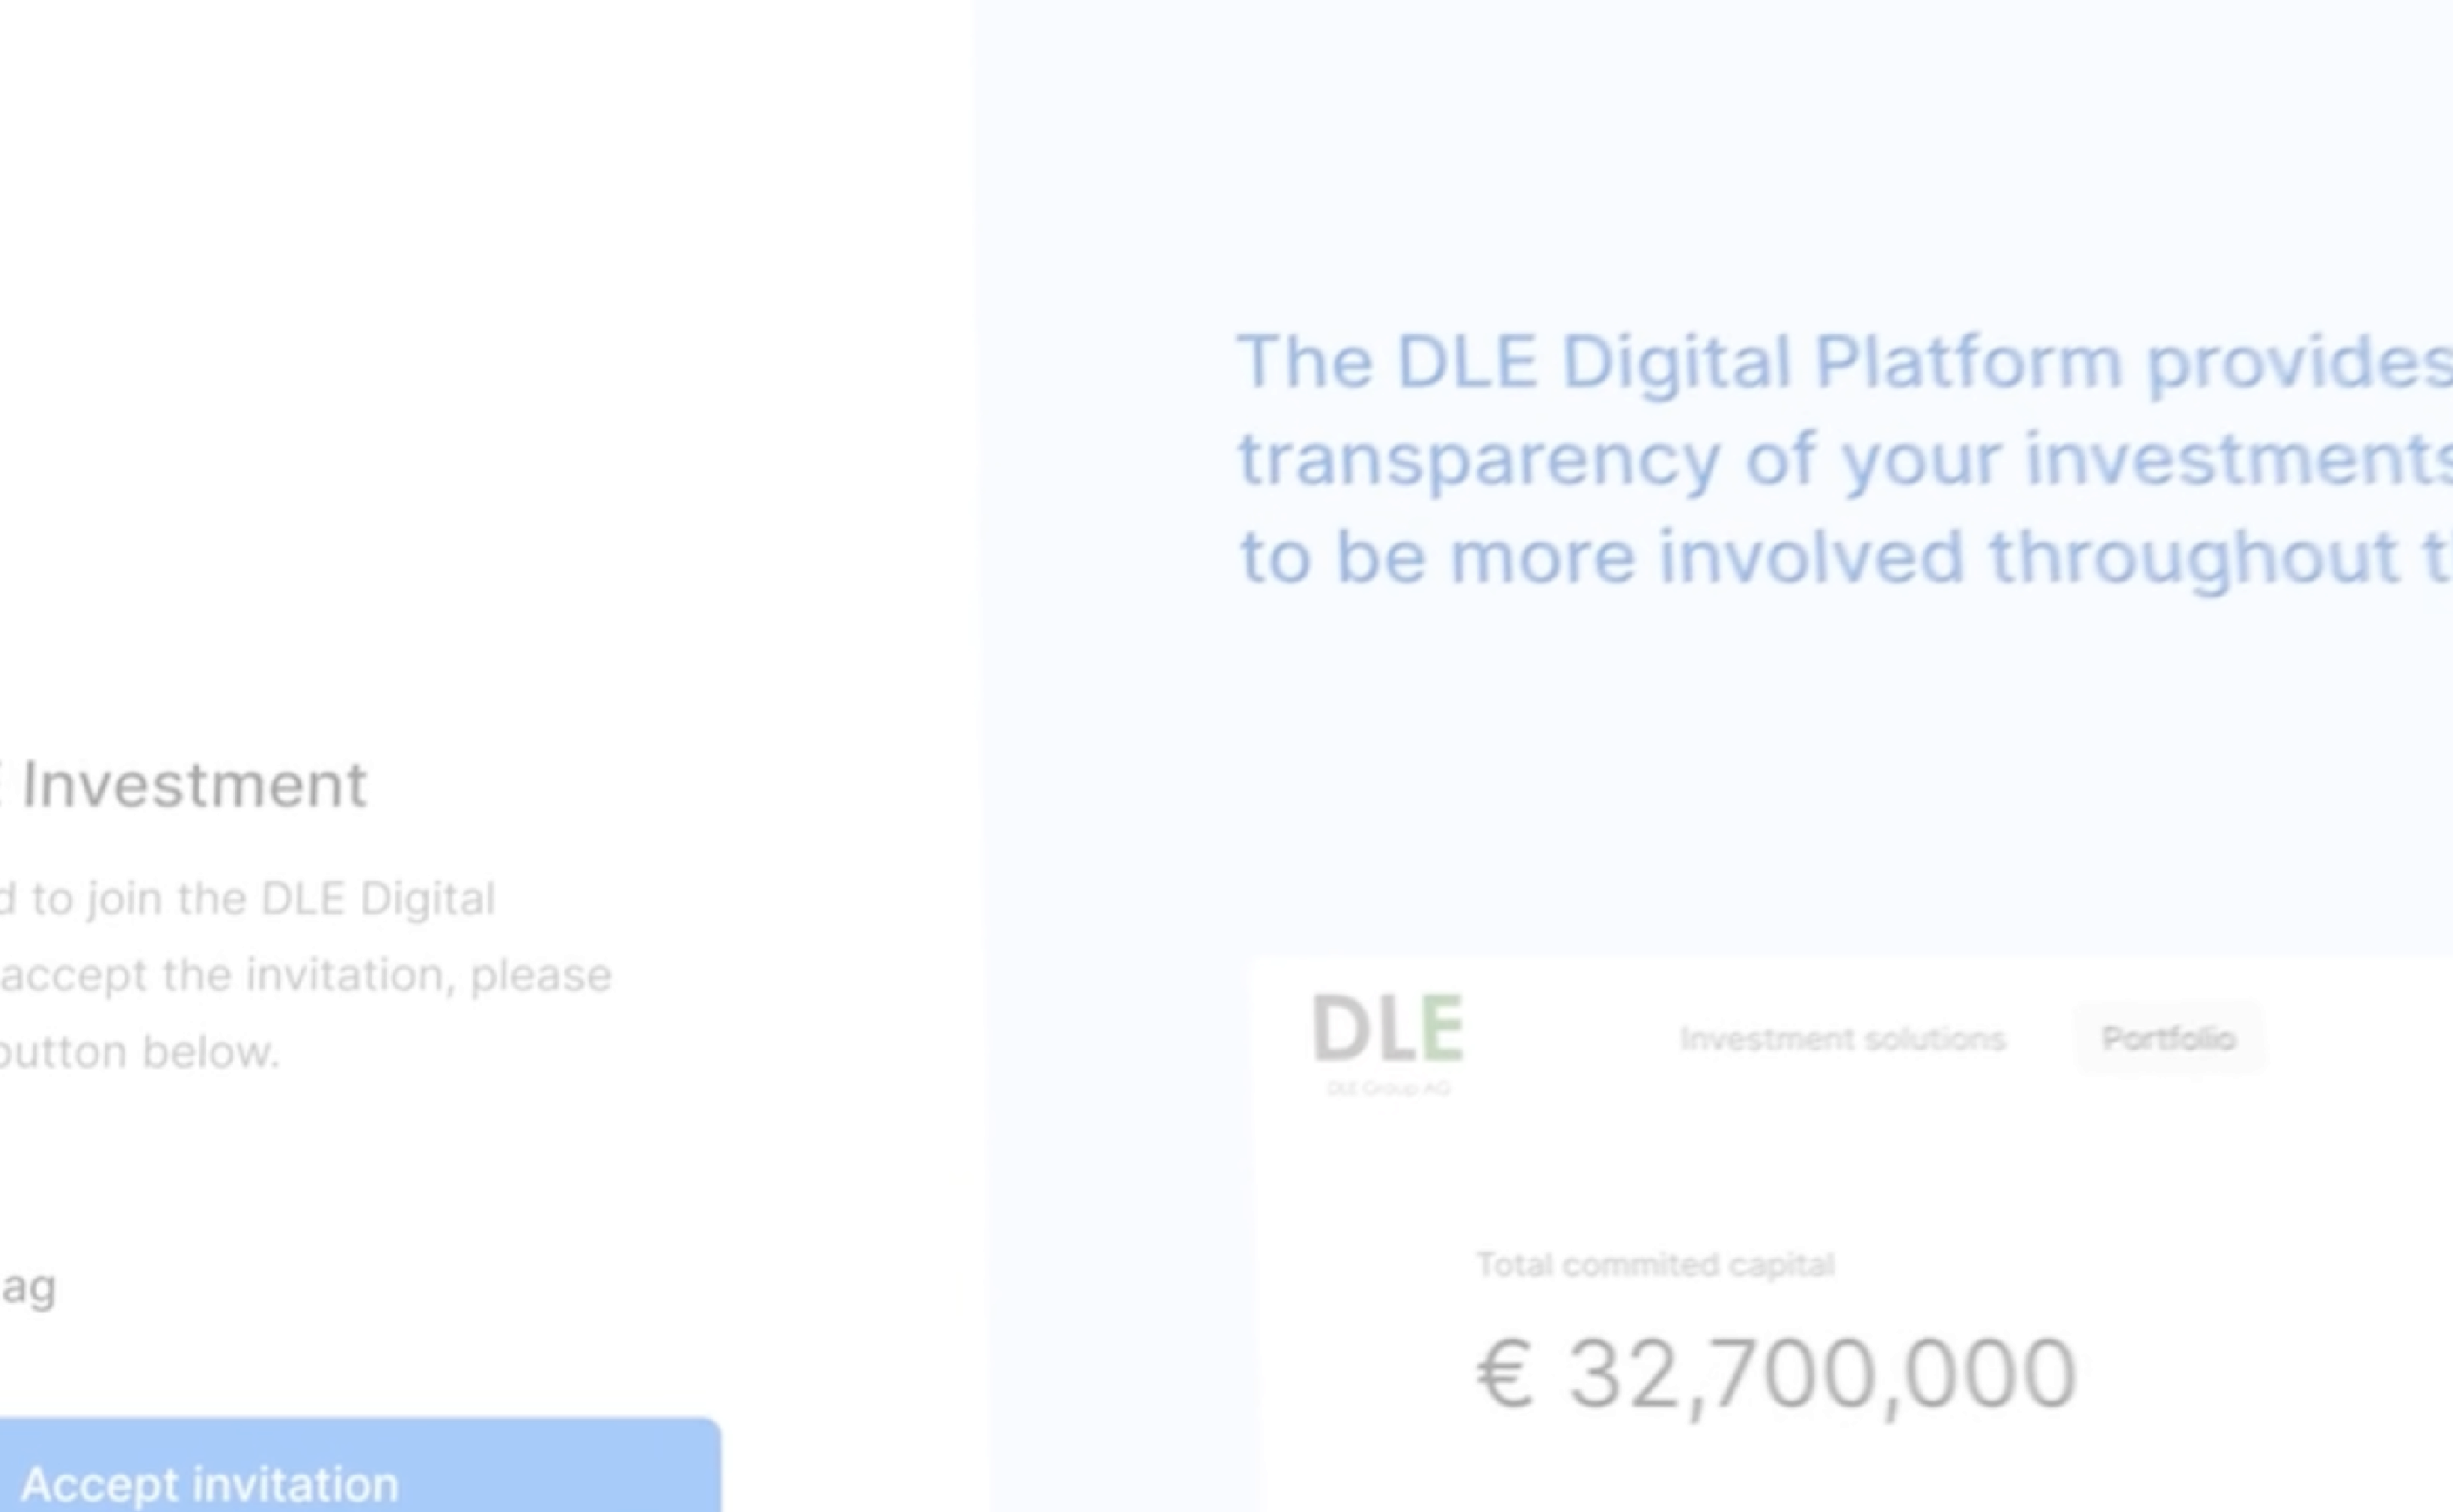 Investment
d to join the DLE Digital
accept the invitation, please
button below.
ag
Accept invitation
The DLE Digital Platform provides
transparency of your investments
to be more involved throughout t
DLE
DLE Group AG
Investment solutions
Portfolio
Total commited capital
€ 32,700,000